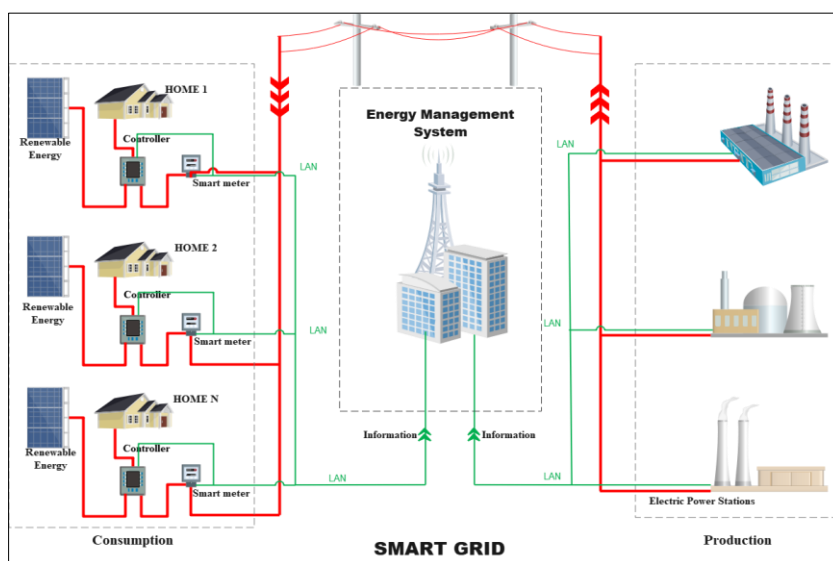 Energy Management
System
HOME 1
Controller
Renewable
Energy
Smart meter
LAN
LAN
HOME 2
Controller
Renewable
Energy
Smart meter
LAN
LAN
HOME N
Controller
Renewable
Energy
Smart meter
Information
Information
LAN
LAN
Electric Power Stations
Consumption
SMART GRID
Production